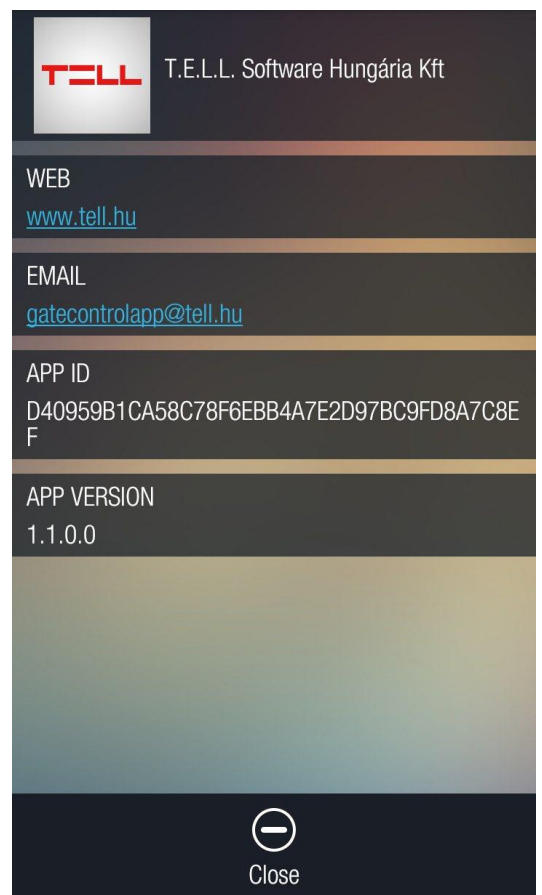 TELL
T.E.L.L. Software Hungária Kft
WEB
www.tell.hu
EMAIL
gatecontrolapp@tell.hu
APP ID
D40959B1CA58C78F6EBB4A7E2D97BC9FD8A7C8E
F
APP VERSION
1.1.0.0
Close